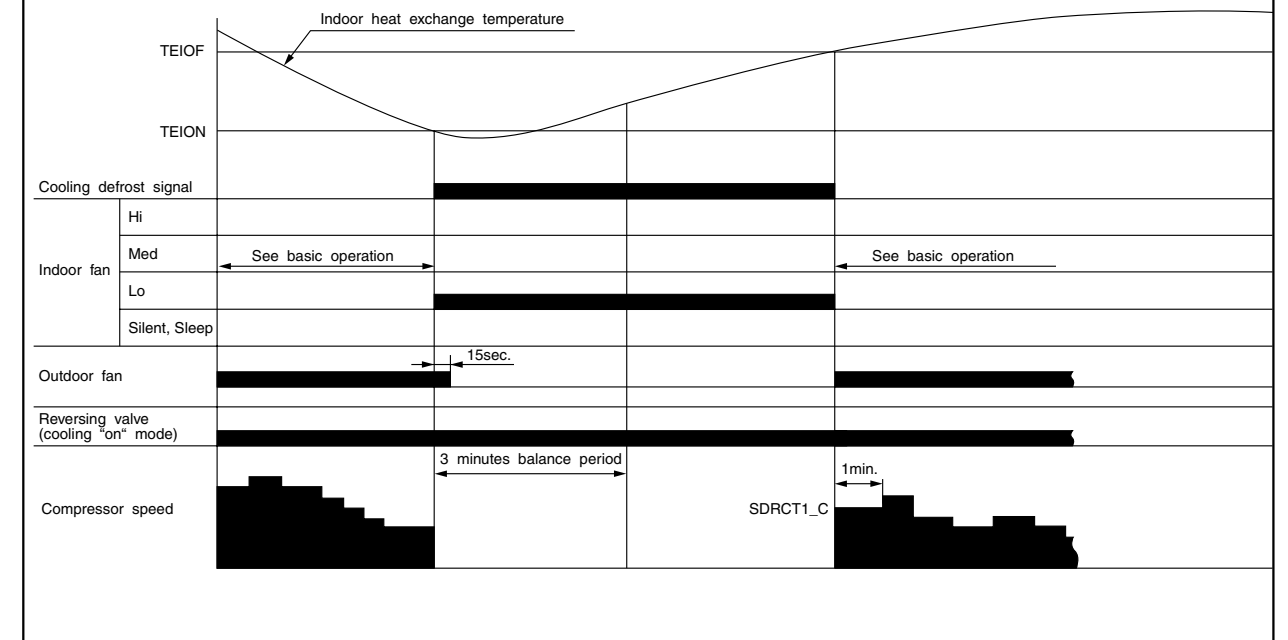 Indoor heat exchange temperature
TEIOF
TEION
Cooling defrost signal
Indoor fan
Hi
Med
See basic operation
See basic operation
Lo
Silent, Sleep
Outdoor fan
15sec.
Reversing valve
(cooling “on“ mode)
3 minutes balance period
1min.
Compressor speed
SDRCT1_C